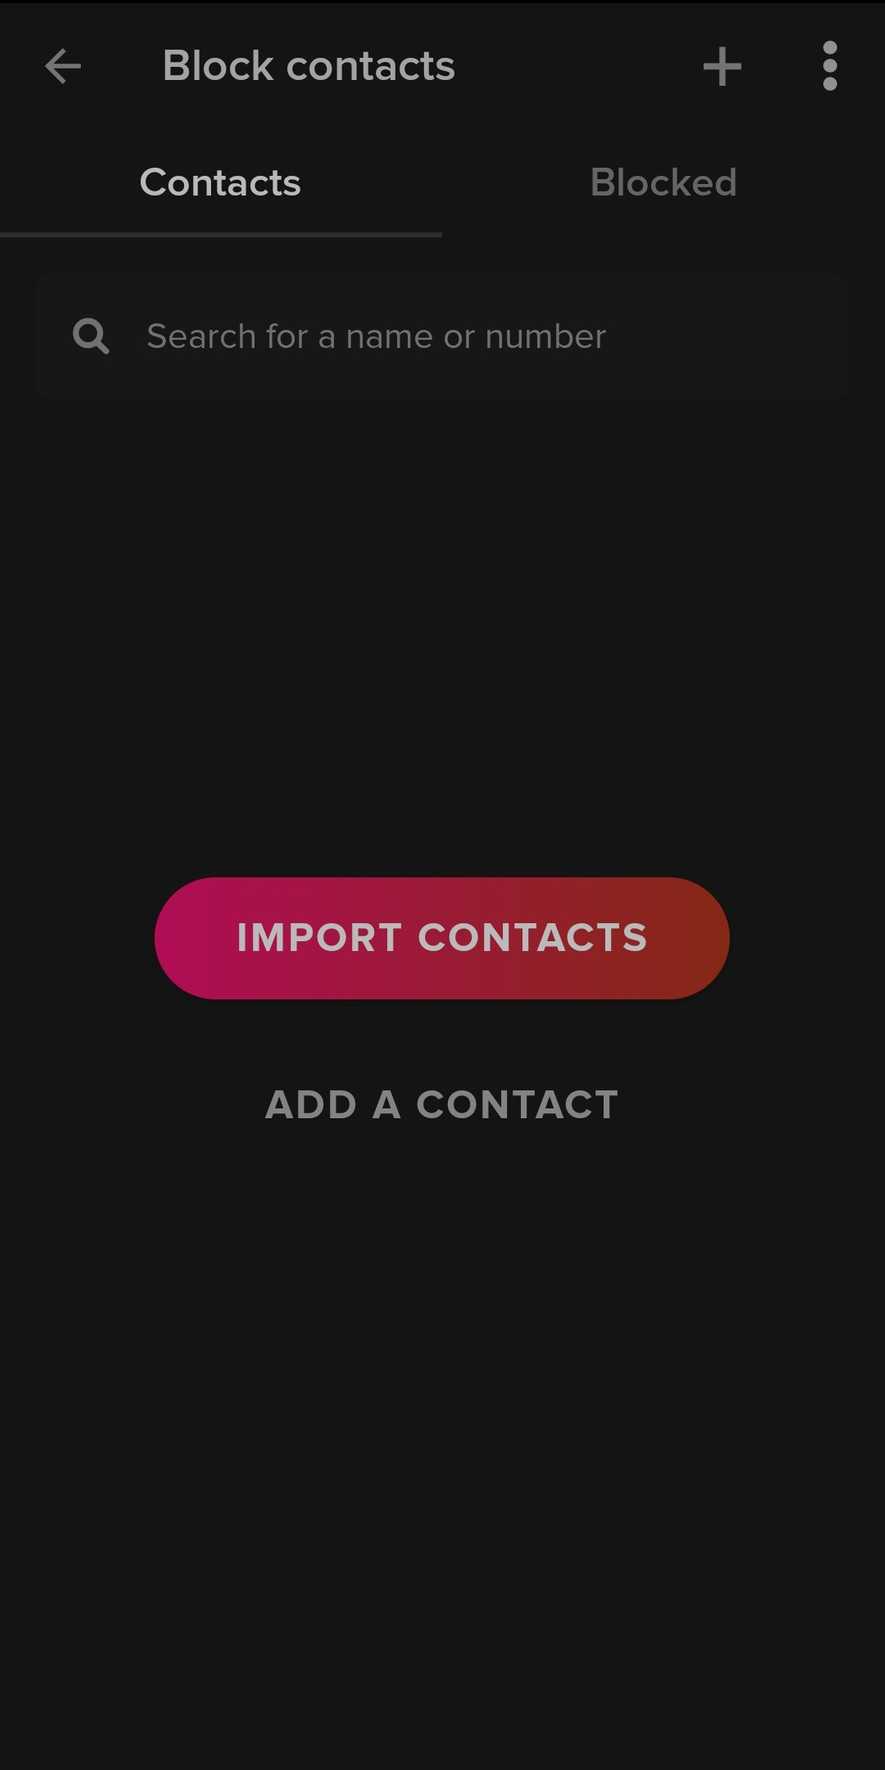 Block contacts
Contacts
Blocked
Search for a name or number
IMPORT CONTACTS
ADD A CONTACT